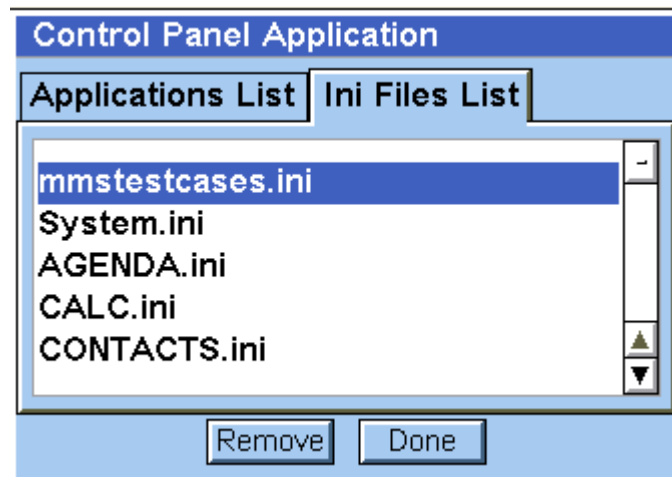 Control Panel Application
Applications List Ini Files List
mmstestcases.ini
System.ini
AGENDA.ini
CALC.ini
CONTACTS.ini
Remove Done